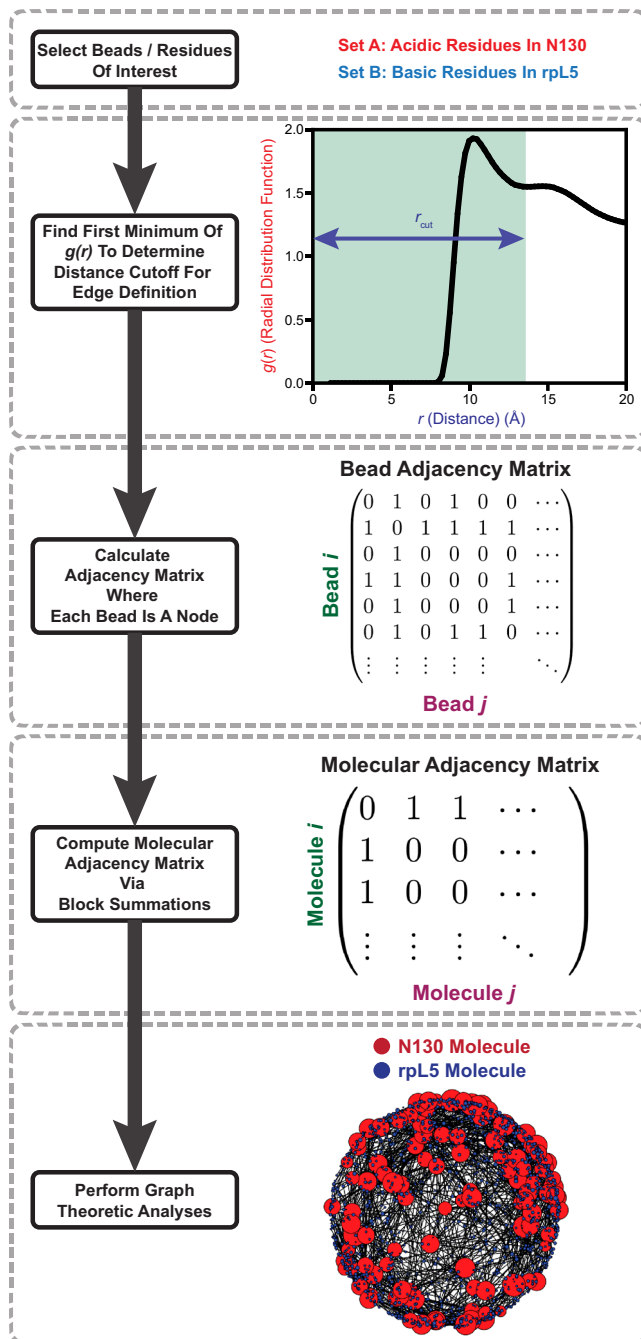 Select Beads / Residues
Of Interest
Set A: Acidic Residues In N130
Set B: Basic Residues In rpL5
Find First Minimum Of
g(r) To Determine
Distance Cutoff For
Edge Definition
g(r) (Radial Distribution Function)
2.0
1.5
1.0
0.5
0.0
r_cut
0 5 10 15 20
r (Distance) (Å)
Calculate
Adjacency Matrix
Where
Each Bead Is A Node
Bead Adjacency Matrix
Bead i
0 1 0 1 0 0 ⋯
1 0 1 1 1 1 ⋯
0 1 0 0 0 0 ⋯
1 1 0 0 0 1 ⋯
0 1 0 0 0 1 ⋯
0 1 0 1 1 0 ⋯
⋮ ⋮ ⋮ ⋮ ⋮ ⋱
Bead j
Compute Molecular
Adjacency Matrix
Via
Block Summations
Molecular Adjacency Matrix
Molecule i
0 1 1 ⋯
1 0 0 ⋯
1 0 0 ⋯
⋮ ⋮ ⋮ ⋱
Molecule j
Perform Graph
Theoretic Analyses
N130 Molecule
rpL5 Molecule